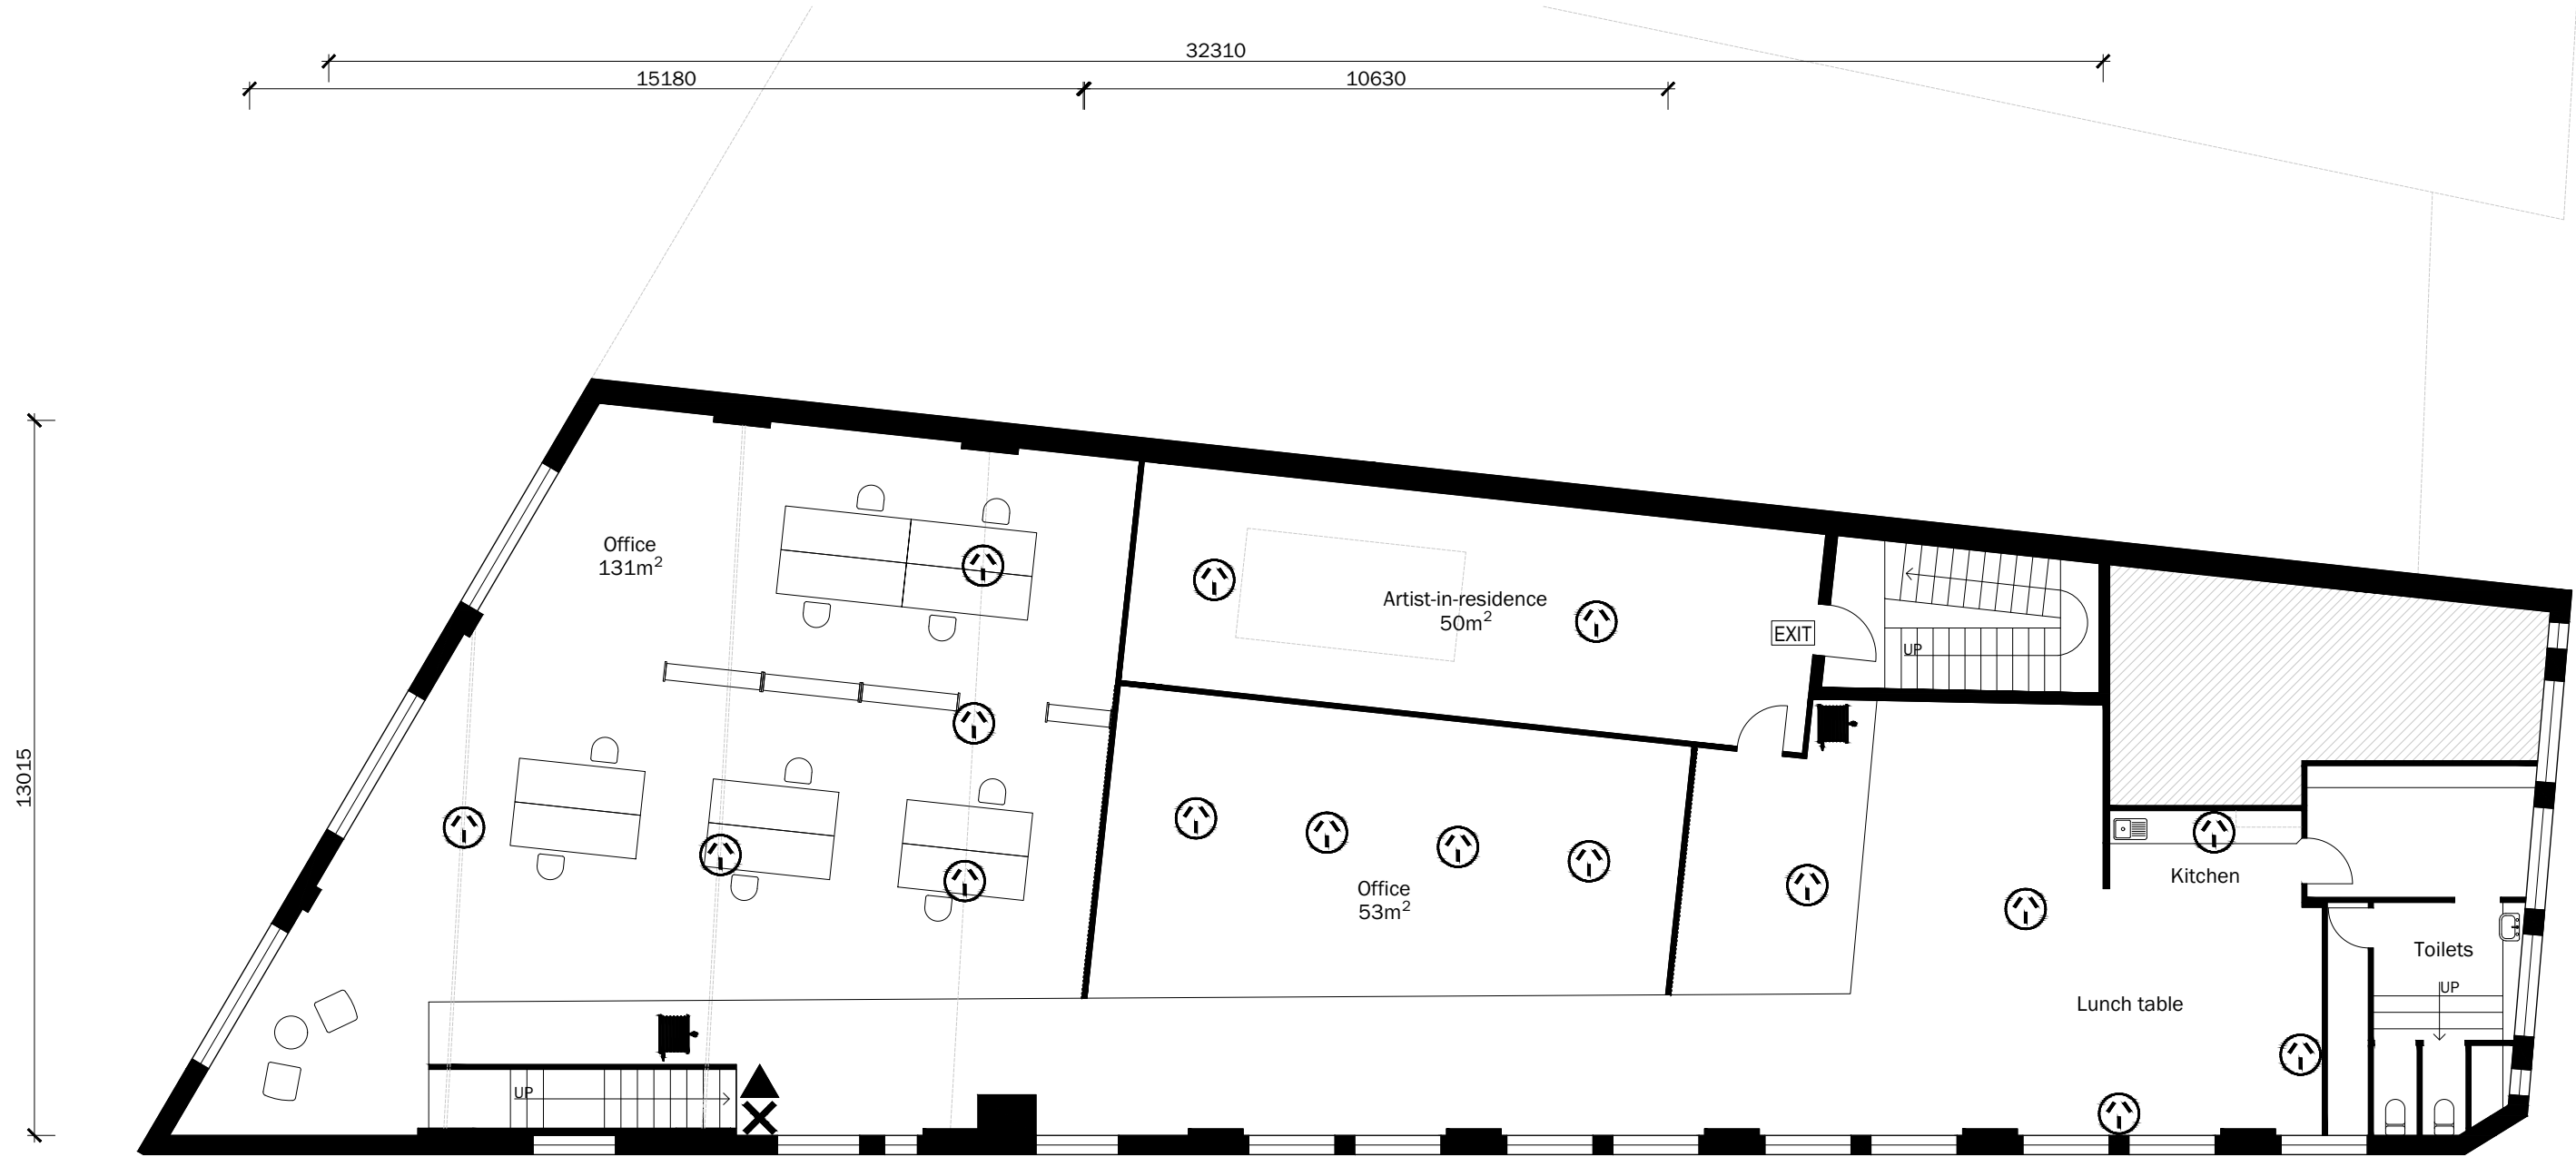 32310
15180
10630
Office
131m²
Artist-in-residence
50m²
EXIT
UP
13015
Kitchen
Office
53m²
Toilets
UP
Lunch table
UP